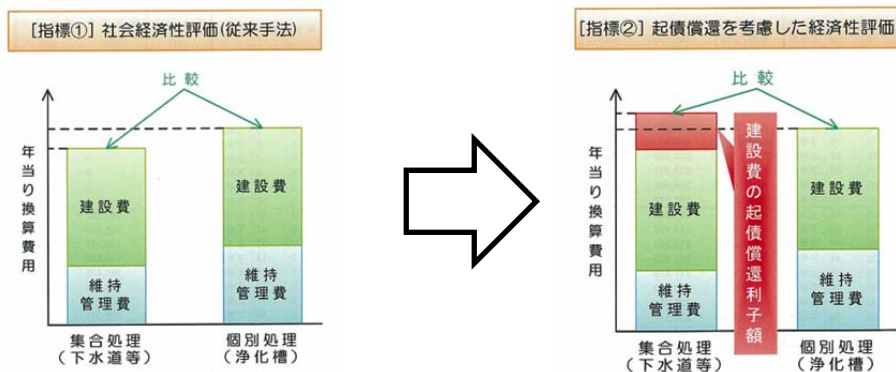 [指標①] 社会経済性評価(従来手法)
比較
年当り換算費用
建設費
維持
管理費
集合処理
(下水道等)
建設費
維持
管理費
個別処理
(浄化槽)
[指標②] 起債償還を考慮した経済性評価
比較
年当り換算費用
建設費
維持
管理費
集合処理
(下水道等)
建設費の起債償還利子額
建設費
維持
管理費
個別処理
(浄化槽)